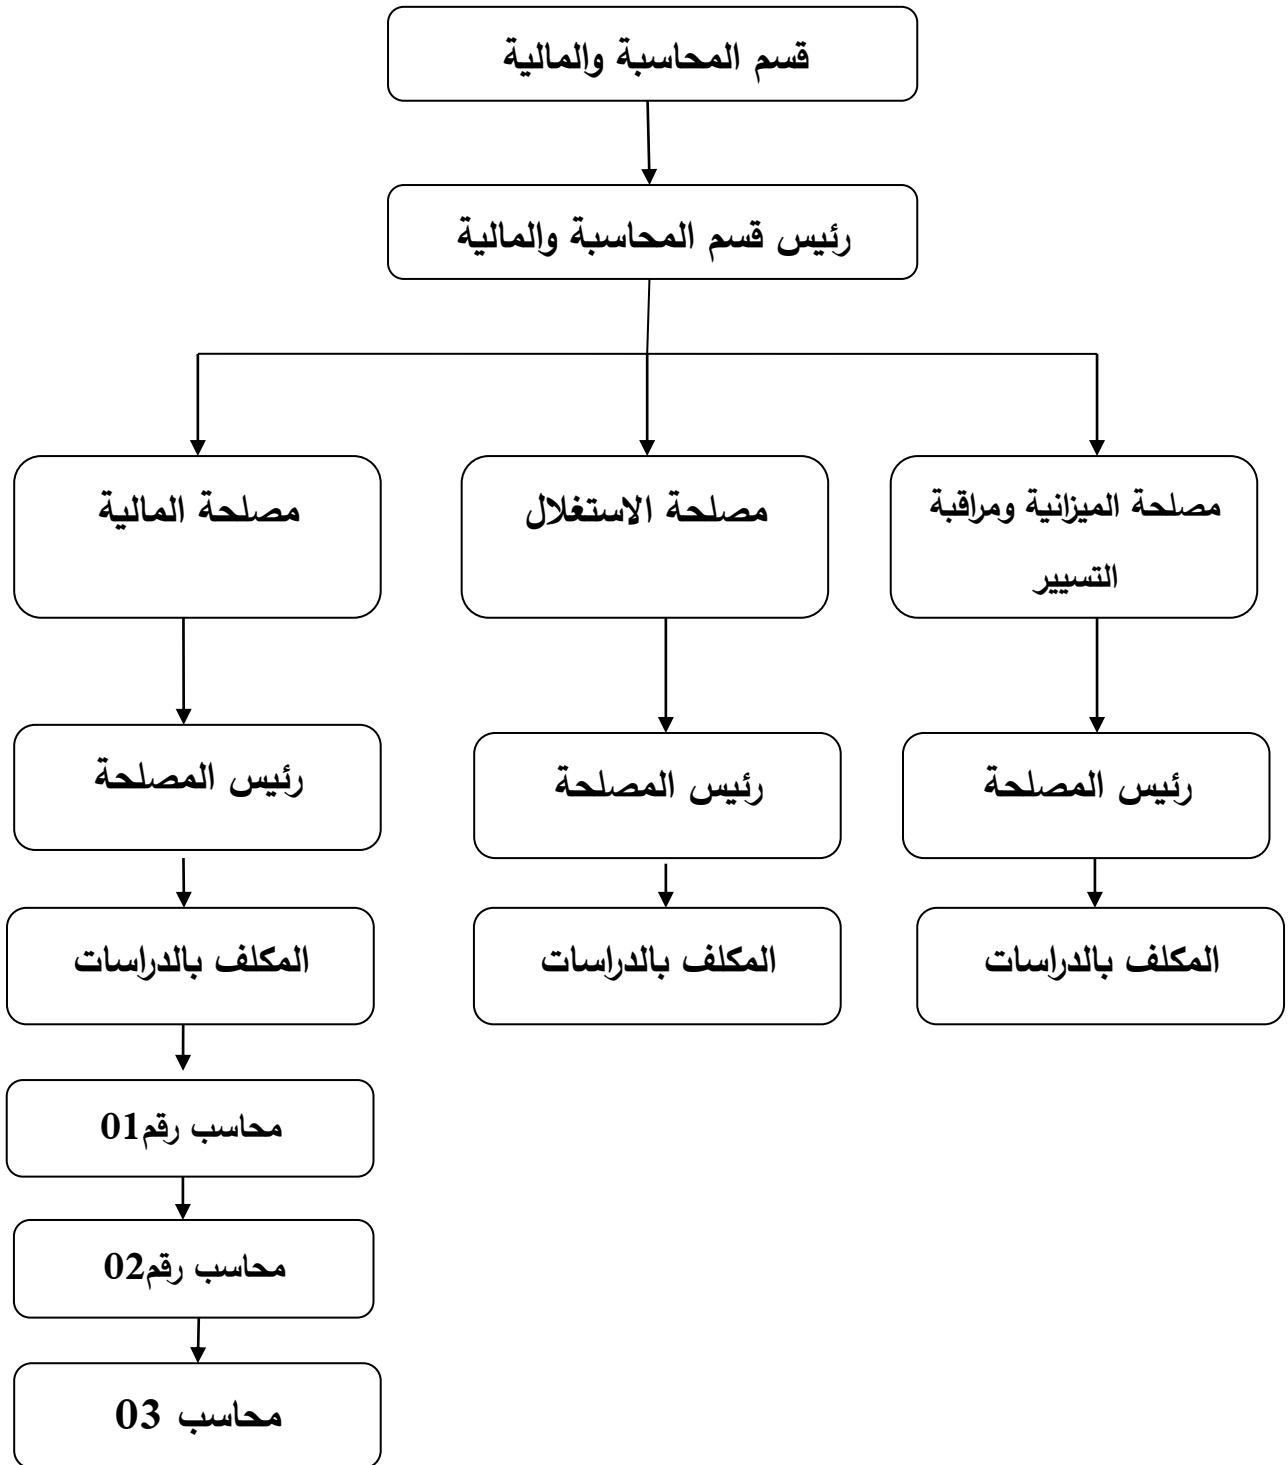 قسم المحاسبة والمالية
رئيس قسم المحاسبة والمالية
مصلحة الميزانية ومراقبة
التسيير
مصلحة الاستغلال
مصلحة المالية
رئيس المصلحة
رئيس المصلحة
رئيس المصلحة
المكلف بالدراسات
المكلف بالدراسات
المكلف بالدراسات
محاسب رقم01
محاسب رقم02
محاسب 03